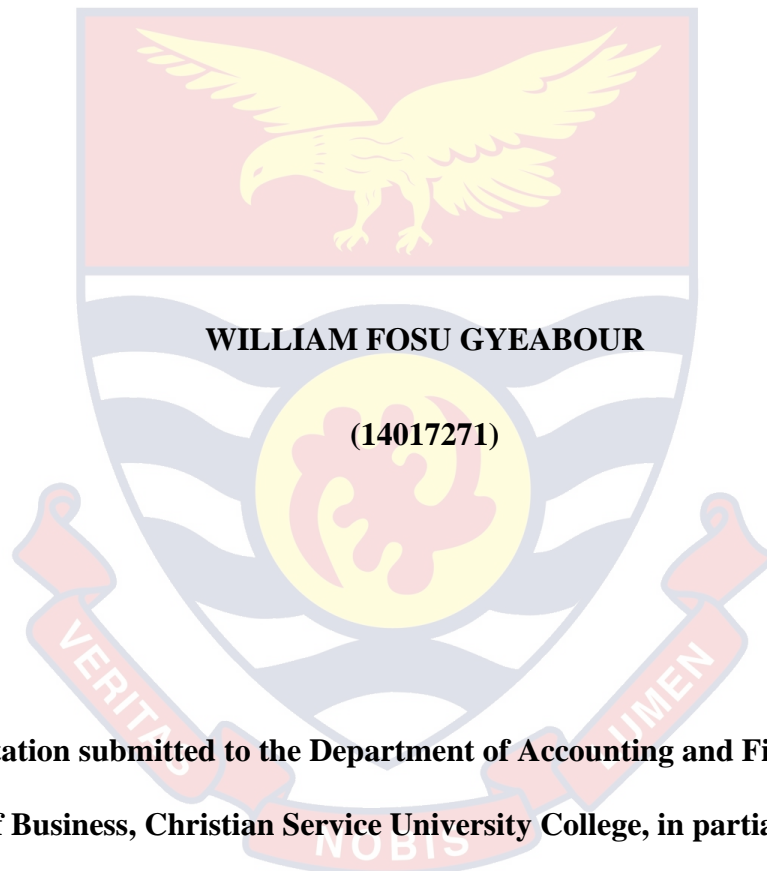 WILLIAM FOSU GYEABOUR
(14017271)
VERITAS
LUMEN
tation submitted to the Department of Accounting and Fi
f Business, Christian Service University College, in partia
NOBIS